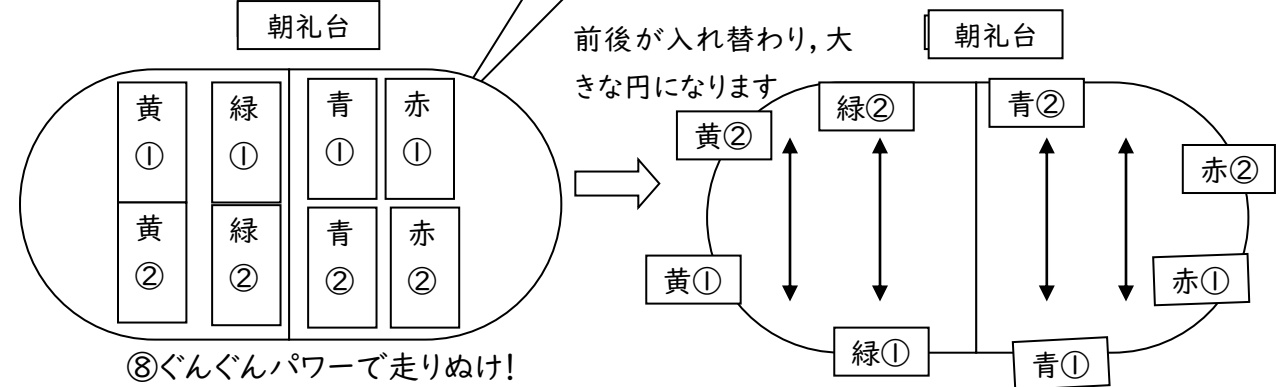 朝礼台
黄①
緑①
青①
赤①
黄②
緑②
青②
赤②
⑧ぐんぐんパワーで走りぬけ!
前後が入れ替わり,大
きな円になります
朝礼台
緑②
青②
黄②
赤②
黄①
赤①
緑①
青①